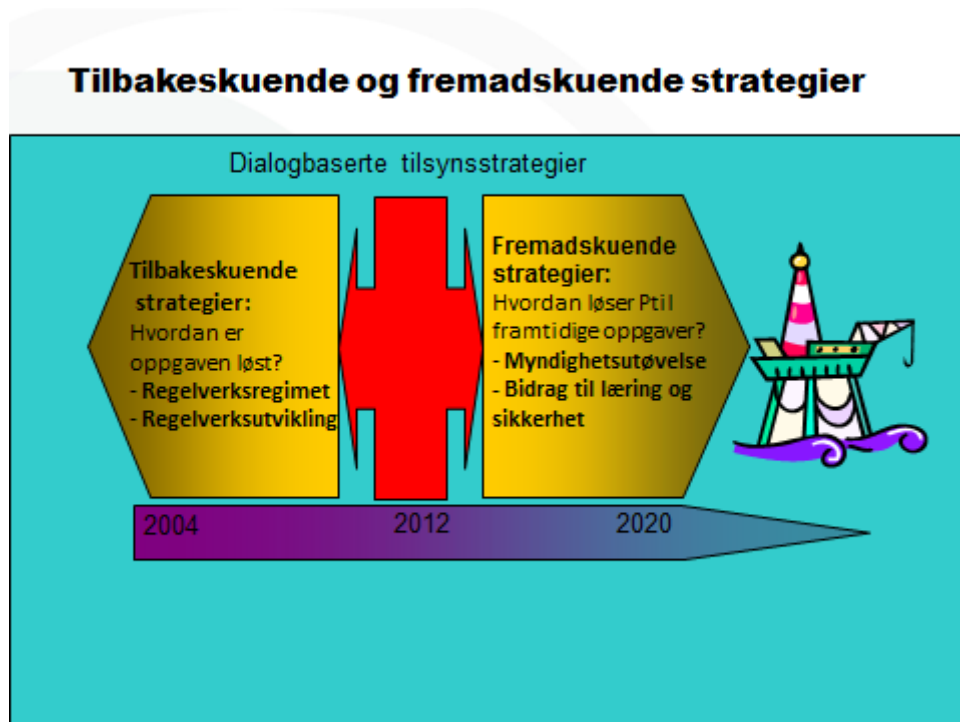 Tilbakeskuende og fremadskuende strategier
Dialogbaserte tilsynsstrategier
Tilbakeskuende
strategier:
Hvordan er
oppgaven løst?
- Regelverksregimet
- Regelverksutvikling
Fremadskuende
strategier:
Hvordan løser Ptil
framtidige oppgaver?
- Myndighetsutøvelse
- Bidrag til læring og
sikkerhet
2004
2012
2020